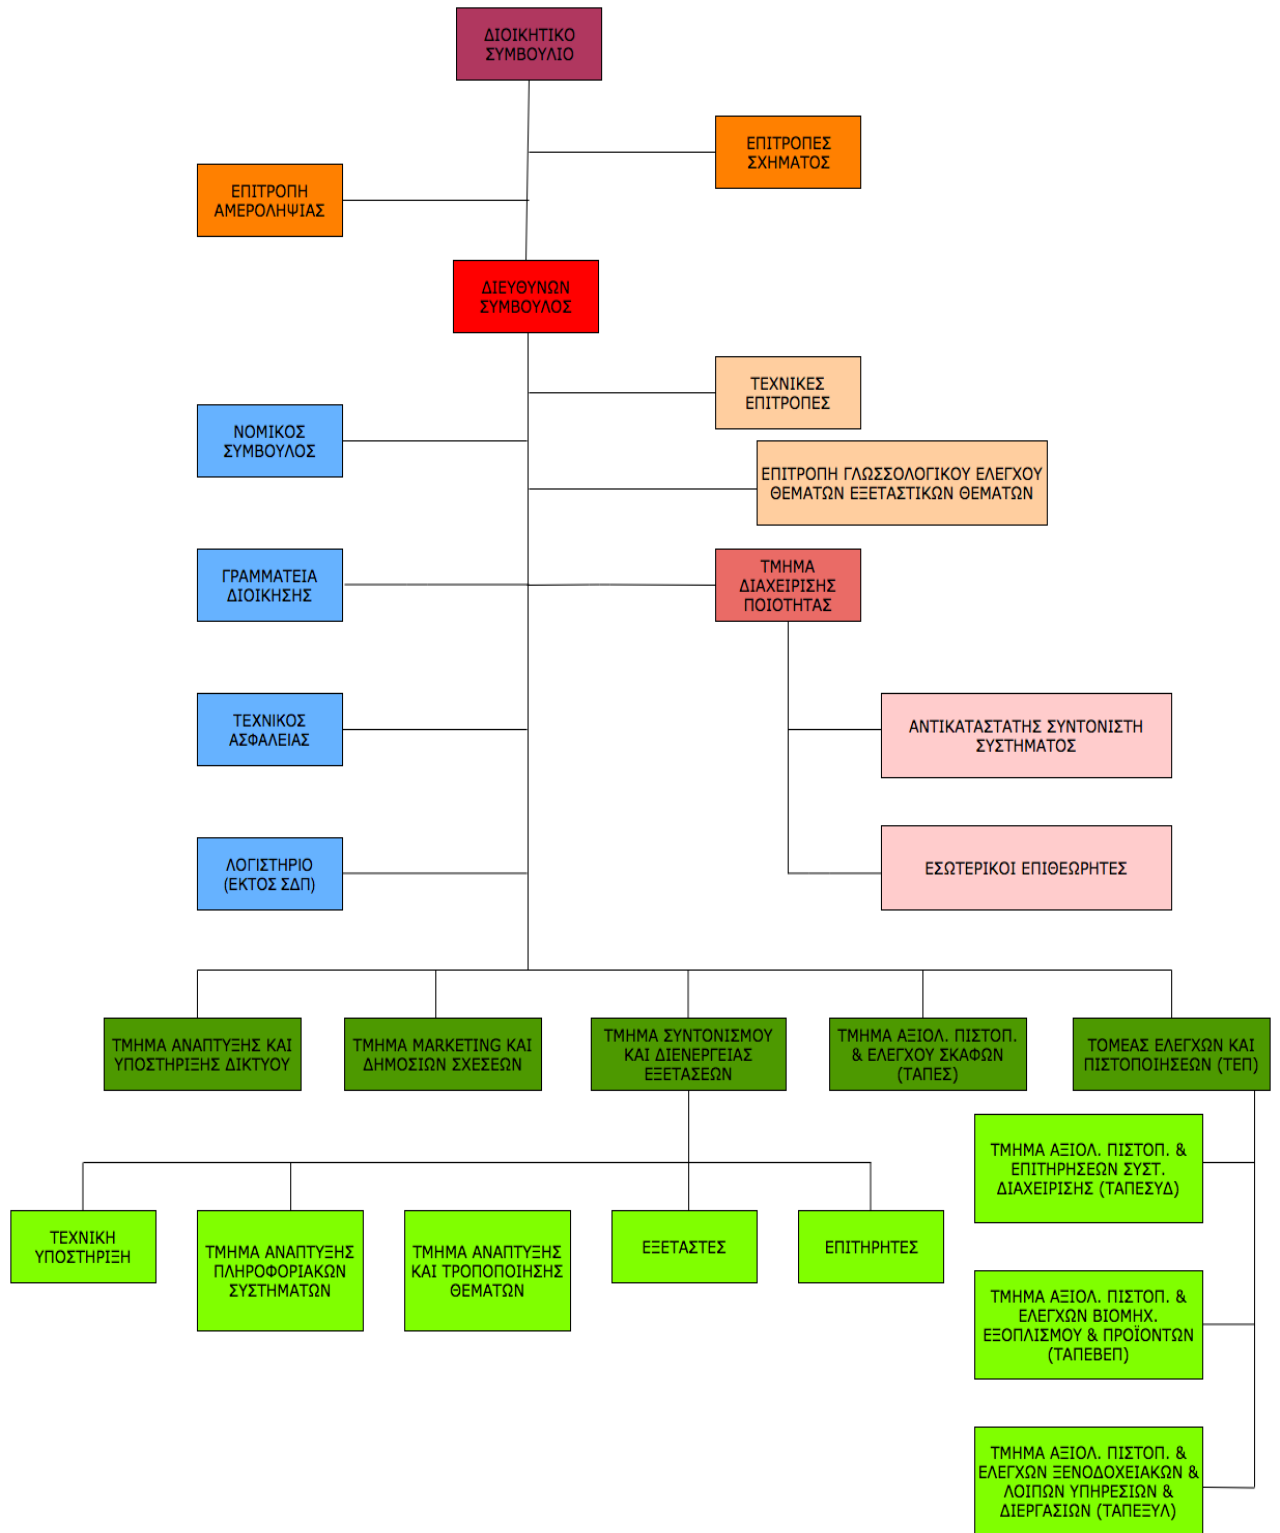 ΔΙΟΙΚΗΤΙΚΟ
ΣΥΜΒΟΥΛΙΟ
ΕΠΙΤΡΟΠΕΣ
ΣΧΗΜΑΤΟΣ
ΕΠΙΤΡΟΠΗ
ΑΜΕΡΟΛΗΨΙΑΣ
ΔΙΕΥΘΥΝΩΝ
ΣΥΜΒΟΥΛΟΣ
ΤΕΧΝΙΚΕΣ
ΕΠΙΤΡΟΠΕΣ
ΝΟΜΙΚΟΣ
ΣΥΜΒΟΥΛΟΣ
ΕΠΙΤΡΟΠΗ ΓΛΩΣΣΟΛΟΓΙΚΟΥ ΕΛΕΓΧΟΥ
ΘΕΜΑΤΩΝ ΕΞΕΤΑΣΤΙΚΩΝ ΘΕΜΑΤΩΝ
ΓΡΑΜΜΑΤΕΙΑ
ΔΙΟΙΚΗΣΗΣ
ΤΜΗΜΑ
ΔΙΑΧΕΙΡΙΣΗΣ
ΠΟΙΟΤΗΤΑΣ
ΤΕΧΝΙΚΟΣ
ΑΣΦΑΛΕΙΑΣ
ΑΝΤΙΚΑΤΑΣΤΑΤΗΣ ΣΥΝΤΟΝΙΣΤΗ
ΣΥΣΤΗΜΑΤΟΣ
ΛΟΓΙΣΤΗΡΙΟ
(ΕΚΤΟΣ ΣΔΠ)
ΕΣΩΤΕΡΙΚΟΙ ΕΠΙΘΕΩΡΗΤΕΣ
ΤΜΗΜΑ ΑΝΑΠΤΥΞΗΣ ΚΑΙ
ΥΠΟΣΤΗΡΙΞΗΣ ΔΙΚΤΥΟΥ
ΤΜΗΜΑ MARKETING ΚΑΙ
ΔΗΜΟΣΙΩΝ ΣΧΕΣΕΩΝ
ΤΜΗΜΑ ΣΥΝΤΟΝΙΣΜΟΥ
ΚΑΙ ΔΙΕΝΕΡΓΕΙΑΣ
ΕΞΕΤΑΣΕΩΝ
ΤΜΗΜΑ ΑΞΙΟΛ. ΠΙΣΤΟΠ.
& ΕΛΕΓΧΟΥ ΣΚΑΦΩΝ
(ΤΑΠΕΣ)
ΤΟΜΕΑΣ ΕΛΕΓΧΩΝ ΚΑΙ
ΠΙΣΤΟΠΟΙΗΣΕΩΝ (ΤΕΠ)
ΤΜΗΜΑ ΑΞΙΟΛ. ΠΙΣΤΟΠ. &
ΕΠΙΤΗΡΗΣΕΩΝ ΣΥΣΤ.
ΔΙΑΧΕΙΡΙΣΗΣ (ΤΑΠΕΣΥΔ)
ΤΕΧΝΙΚΗ
ΥΠΟΣΤΗΡΙΞΗ
ΤΜΗΜΑ ΑΝΑΠΤΥΞΗΣ
ΠΛΗΡΟΦΟΡΙΑΚΩΝ
ΣΥΣΤΗΜΑΤΩΝ
ΤΜΗΜΑ ΑΝΑΠΤΥΞΗΣ
ΚΑΙ ΤΡΟΠΟΠΟΙΗΣΗΣ
ΘΕΜΑΤΩΝ
ΕΞΕΤΑΣΤΕΣ
ΕΠΙΤΗΡΗΤΕΣ
ΤΜΗΜΑ ΑΞΙΟΛ. ΠΙΣΤΟΠ. &
ΕΛΕΓΧΩΝ ΒΙΟΜΗΧ.
ΕΞΟΠΛΙΣΜΟΥ & ΠΡΟΪΟΝΤΩΝ
(ΤΑΠΕΒΕΠ)
ΤΜΗΜΑ ΑΞΙΟΛ. ΠΙΣΤΟΠ. &
ΕΛΕΓΧΩΝ ΞΕΝΟΔΟΧΕΙΑΚΩΝ &
ΛΟΙΠΩΝ ΥΠΗΡΕΣΙΩΝ &
ΔΙΕΡΓΑΣΙΩΝ (ΤΑΠΕΞΥΛ)